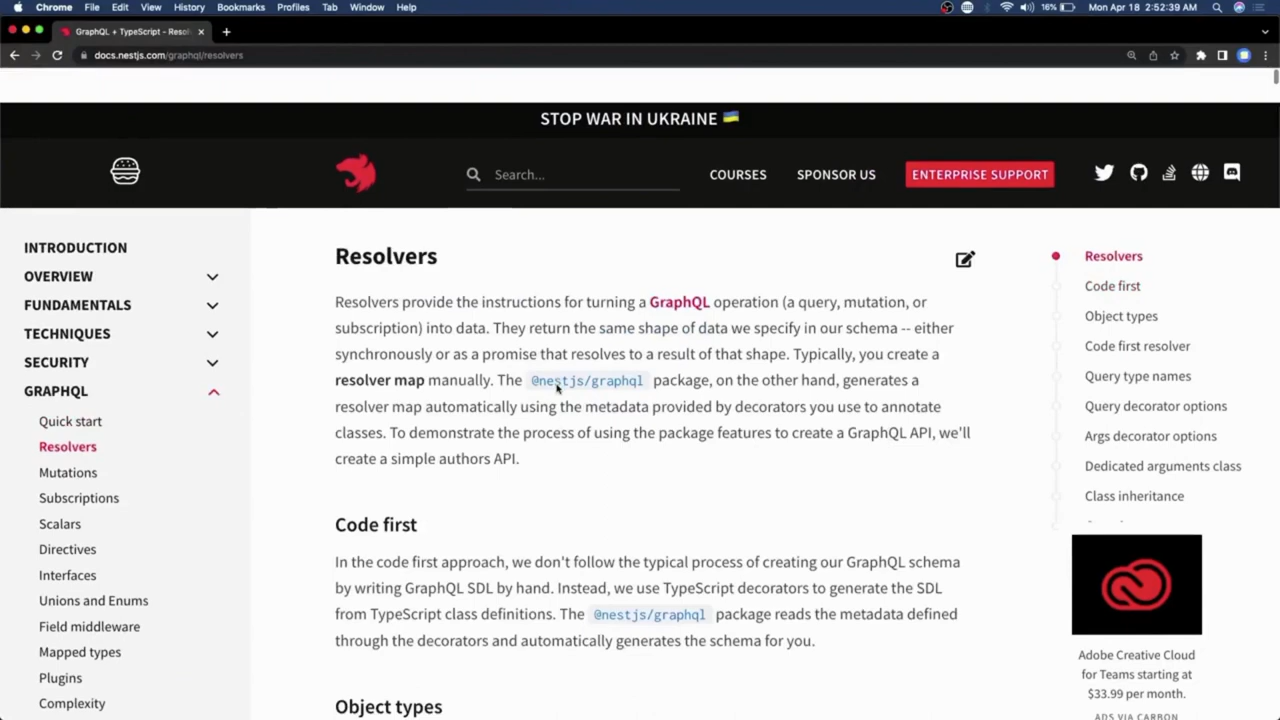 Chrome File Edit View History Bookmarks Profiles Tab Window Help 16% Mon Apr 18 2:52:39 AM
GraphQL + TypeScript - Resol
docs.nestjs.com/graphql/resolvers
STOP WAR IN UKRAINE 🇺🇦
Search... COURSES SPONSOR US ENTERPRISE SUPPORT
INTRODUCTION
OVERVIEW
FUNDAMENTALS
TECHNIQUES
SECURITY
GRAPHQL
Quick start
Resolvers
Mutations
Subscriptions
Scalars
Directives
Interfaces
Unions and Enums
Field middleware
Mapped types
Plugins
Complexity
Resolvers
Resolvers provide the instructions for turning a GraphQL operation (a query, mutation, or
subscription) into data. They return the same shape of data we specify in our schema -- either
synchronously or as a promise that resolves to a result of that shape. Typically, you create a
resolver map manually. The @nestjs/graphql package, on the other hand, generates a
resolver map automatically using the metadata provided by decorators you use to annotate
classes. To demonstrate the process of using the package features to create a GraphQL API, we'll
create a simple authors API.
Code first
In the code first approach, we don't follow the typical process of creating our GraphQL schema
by writing GraphQL SDL by hand. Instead, we use TypeScript decorators to generate the SDL
from TypeScript class definitions. The @nestjs/graphql package reads the metadata defined
through the decorators and automatically generates the schema for you.
Object types
Resolvers
Code first
Object types
Code first resolver
Query type names
Query decorator options
Args decorator options
Dedicated arguments class
Class inheritance
Adobe Creative Cloud
for Teams starting at
$33.99 per month.
ADS VIA CARBON